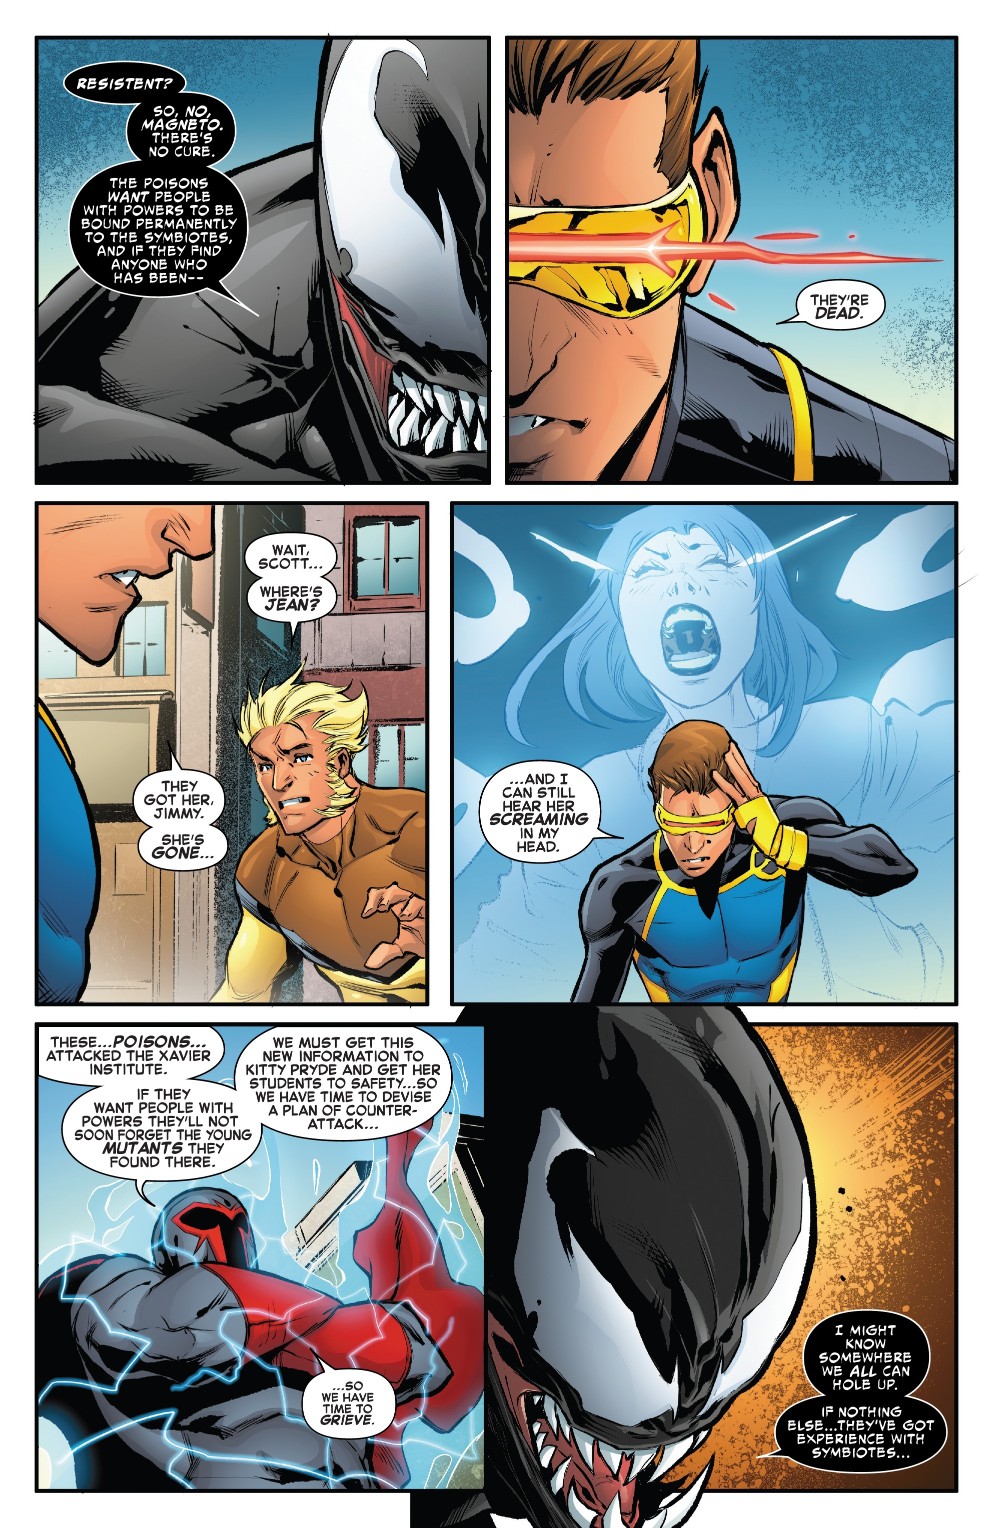 RESISTENT?
SO, NO,
MAGNETO.
THERE'S
NO CURE.
THE POISONS
WANT PEOPLE
WITH POWERS TO BE
BOUND PERMANENTLY
TO THE SYMBIOTES,
AND IF THEY FIND
ANYONE WHO
HAS BEEN--
THEY'RE
DEAD.
WAIT,
SCOTT...
WHERE'S
JEAN?
THEY
GOT HER,
JIMMY.
SHE'S
GONE...
...AND I
CAN STILL
HEAR HER
SCREAMING
IN MY
HEAD.
THESE...POISONS...
ATTACKED THE XAVIER
INSTITUTE.
IF THEY
WANT PEOPLE WITH
POWERS THEY'LL NOT
SOON FORGET THE YOUNG
MUTANTS THEY
FOUND THERE.
WE MUST GET THIS
NEW INFORMATION TO
KITTY PRYDE AND GET HER
STUDENTS TO SAFETY...SO
WE HAVE TIME TO DEVISE
A PLAN OF COUNTER-
ATTACK...
...SO
WE HAVE
TIME TO
GRIEVE.
I MIGHT
KNOW
SOMEWHERE
WE ALL CAN
HOLE UP.
IF NOTHING
ELSE...THEY'VE GOT
EXPERIENCE WITH
SYMBIOTES...